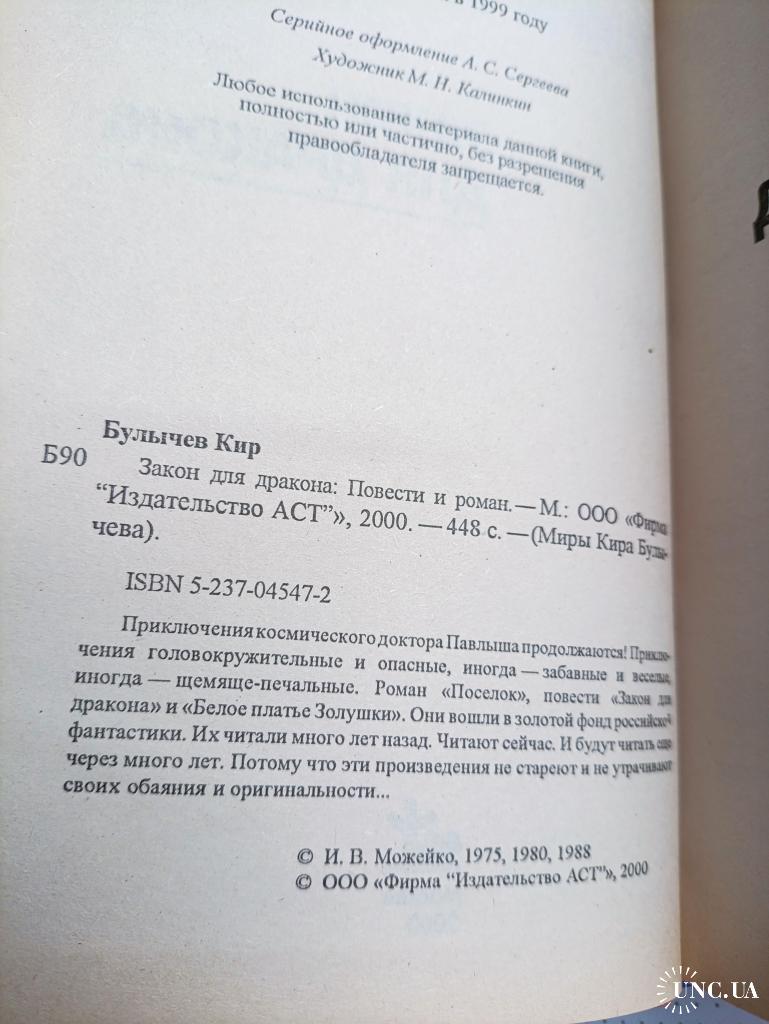 в 1999 году
Серийное оформление А. С. Сергеева
Художник М. Н. Калинкин
Любое использование материала данной книги,
полностью или частично, без разрешения
правообладателя запрещается.
Булычев Кир
Б90
Закон для дракона: Повести и роман. — М.: ООО «Фирма
“Издательство АСТ”», 2000. — 448 с. — (Миры Кира Булы-
чева).
ISBN 5-237-04547-2
Приключения космического доктора Павлыша продолжаются! Приклю-
чения головокружительные и опасные, иногда — забавные и веселые,
иногда — щемяще-печальные. Роман «Поселок», повести «Закон для
дракона» и «Белое платье Золушки». Они вошли в золотой фонд российской
фантастики. Их читали много лет назад. Читают сейчас. И будут читать еще
через много лет. Потому что эти произведения не стареют и не утрачивают
своих обаяния и оригинальности...
© И. В. Можейко, 1975, 1980, 1988
© ООО «Фирма “Издательство АСТ”», 2000
UNC.UA